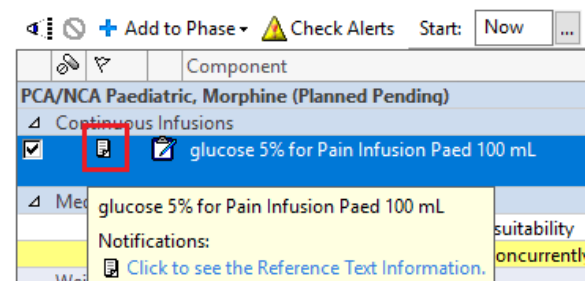 Add to Phase Check Alerts Start: Now ...
Component
PCA/NCA Paediatric, Morphine (Planned Pending)
Continuous Infusions
glucose 5% for Pain Infusion Paed 100 mL
Med
glucose 5% for Pain Infusion Paed 100 mL
suitability
Notifications:
oncurrently
Click to see the Reference Text Information.